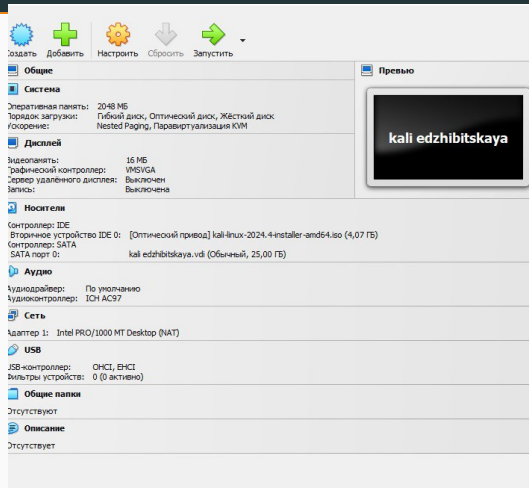 Создать Добавить Настроить Сбросить Запустить
Общие
Превью
kali edzhibitskaya
Система
Оперативная память: 2048 МБ
Порядок загрузки: Гибкий диск, Оптический диск, Жёсткий диск
Ускорение: Nested Paging, Паравиртуализация KVM
Дисплей
Видеопамять: 16 МБ
Графический контроллер: VMSVGA
Сервер удалённого дисплея: Выключен
Запись: Выключена
Носители
Контроллер: IDE
Вторичное устройство IDE 0: [Оптический привод] kali-linux-2024.4-installer-amd64.iso (4,07 ГБ)
Контроллер: SATA
SATA порт 0: kali edzhibitskaya.vdi (Обычный, 25,00 ГБ)
Аудио
Аудиодрайвер: По умолчанию
Аудиоконтроллер: ICH AC97
Сеть
Адаптер 1: Intel PRO/1000 MT Desktop (NAT)
USB
USB-контроллер: OHCI, EHCI
Фильтры устройств: 0 (0 активно)
Общие папки
Отсутствуют
Описание
Отсутствует